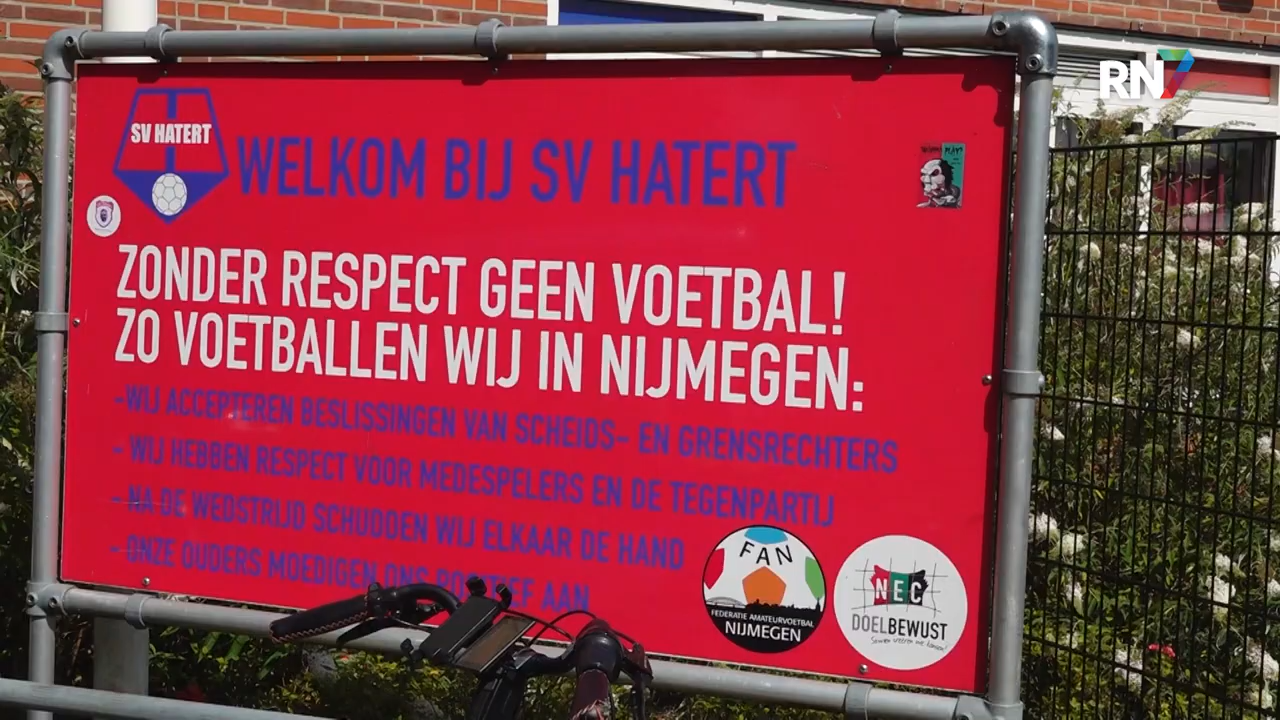 RN7
SV HATERT
WELKOM BIJ SV HATERT
ZONDER RESPECT GEEN VOETBAL!
ZO VOETBALLEN WIJ IN NIJMEGEN:
-WIJ ACCEPTEREN BESLISSINGEN VAN SCHEIDS- EN GRENSRECHTERS
- WIJ HEBBEN RESPECT VOOR MEDESPELERS EN DE TEGENPARTIJ
- NA DE WEDSTRIJD SCHUDDEN WIJ ELKAAR DE HAND
- ONZE OUDERS MOEDIGEN ONS POSITIEF AAN
FAN
FEDERATIE AMATEURVOETBAL
NIJMEGEN
NEC
DOELBEWUST